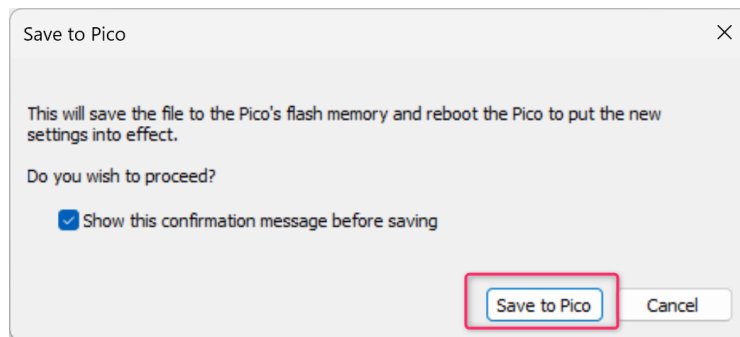 Save to Pico
This will save the file to the Pico's flash memory and reboot the Pico to put the new
settings into effect.
Do you wish to proceed?
Show this confirmation message before saving
Save to Pico
Cancel